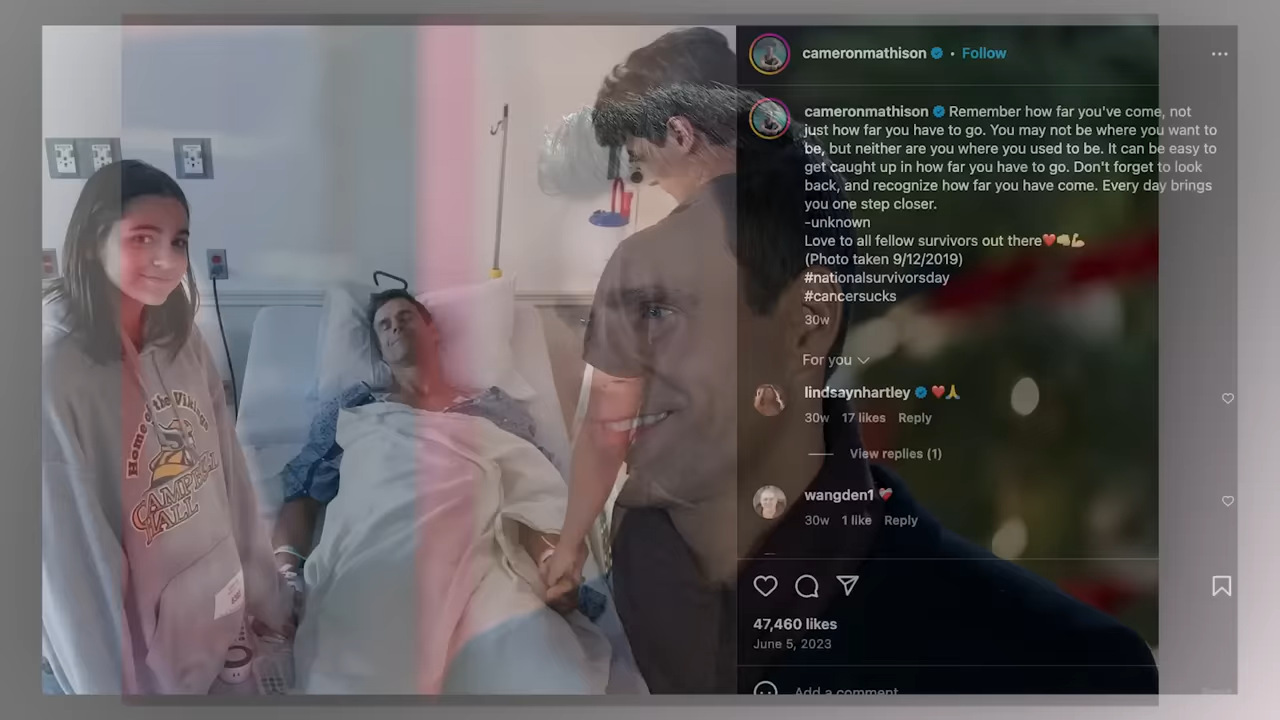 cameronmathison • Follow
cameronmathison Remember how far you've come, not
just how far you have to go. You may not be where you want to
be, but neither are you where you used to be. It can be easy to
get caught up in how far you have to go. Don't forget to look
back, and recognize how far you have come. Every day brings
you one step closer.
-unknown
Love to all fellow survivors out there❤️👊💪
(Photo taken 9/12/2019)
#nationalsurvivorsday
#cancersucks
30w
For you
lindsaynhartley ❤️🙏
30w 17 likes Reply
View replies (1)
wangden1 💖
30w 1 like Reply
47,460 likes
June 5, 2023
Add a comment
Home of the Vikings
CAMPBELL
HALL